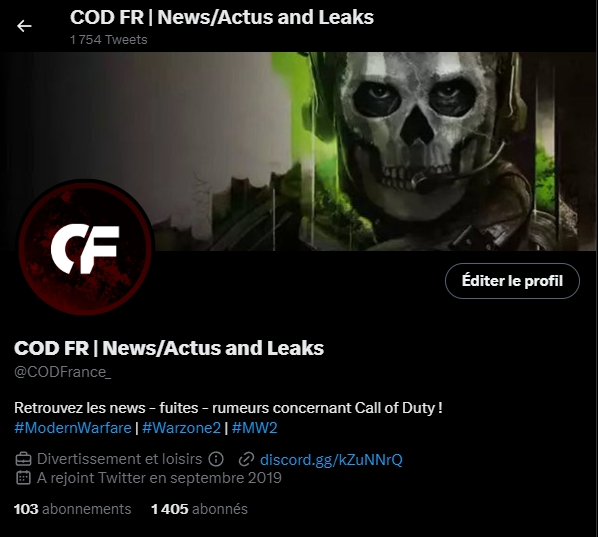 COD FR | News/Actus and Leaks
1 754 Tweets
CF
Éditer le profil
COD FR | News/Actus and Leaks
@CODFrance_
Retrouvez les news - fuites - rumeurs concernant Call of Duty !
#ModernWarfare | #Warzone2 | #MW2
Divertissement et loisirs discord.gg/kZuNNrQ
A rejoint Twitter en septembre 2019
103 abonnements 1 405 abonnés